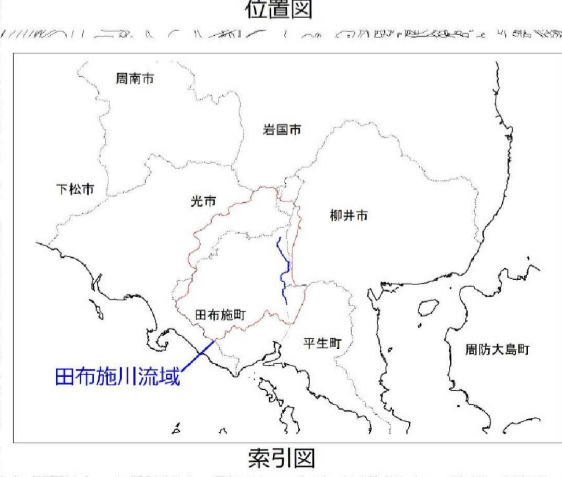 位置図
周南市
岩国市
下松市
光市
柳井市
田布施町
平生町
周防大島町
田布施川流域
索引図